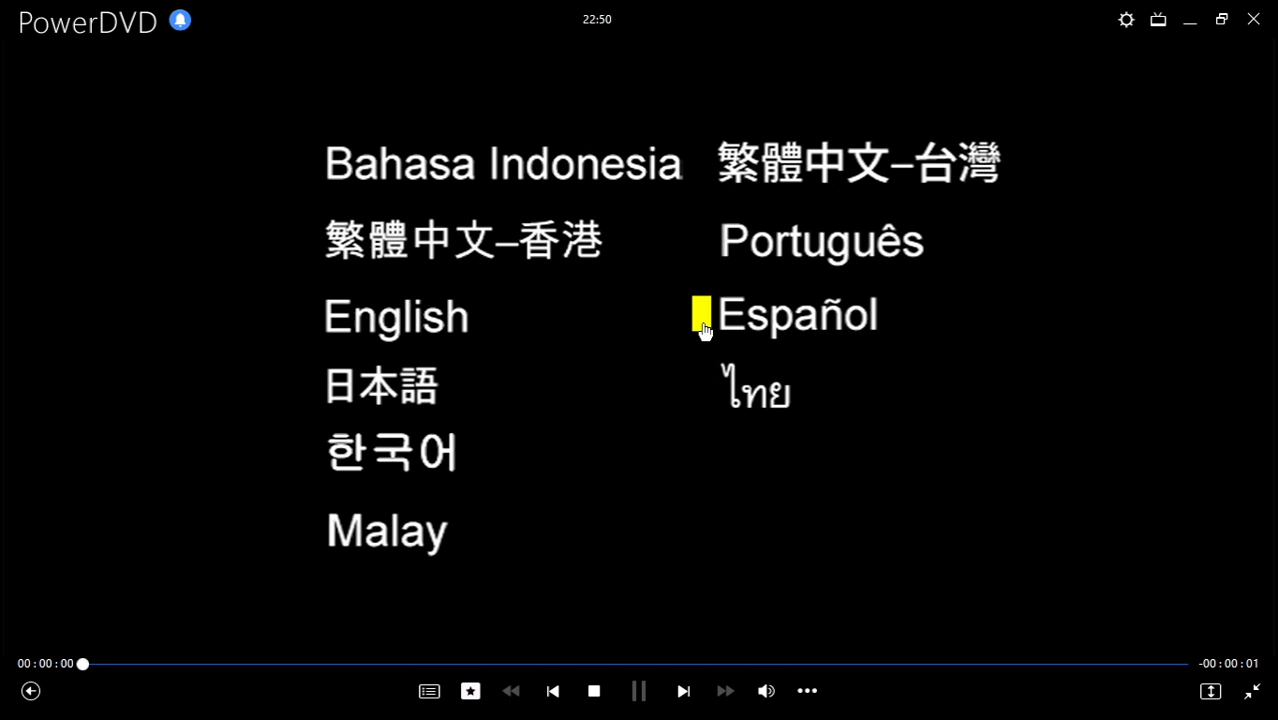 PowerDVD
22:50
Bahasa Indonesia
繁體中文–香港
English
日本語
한국어
Malay
繁體中文–台灣
Português
Español
ไทย
00:00:00
-00:00:01